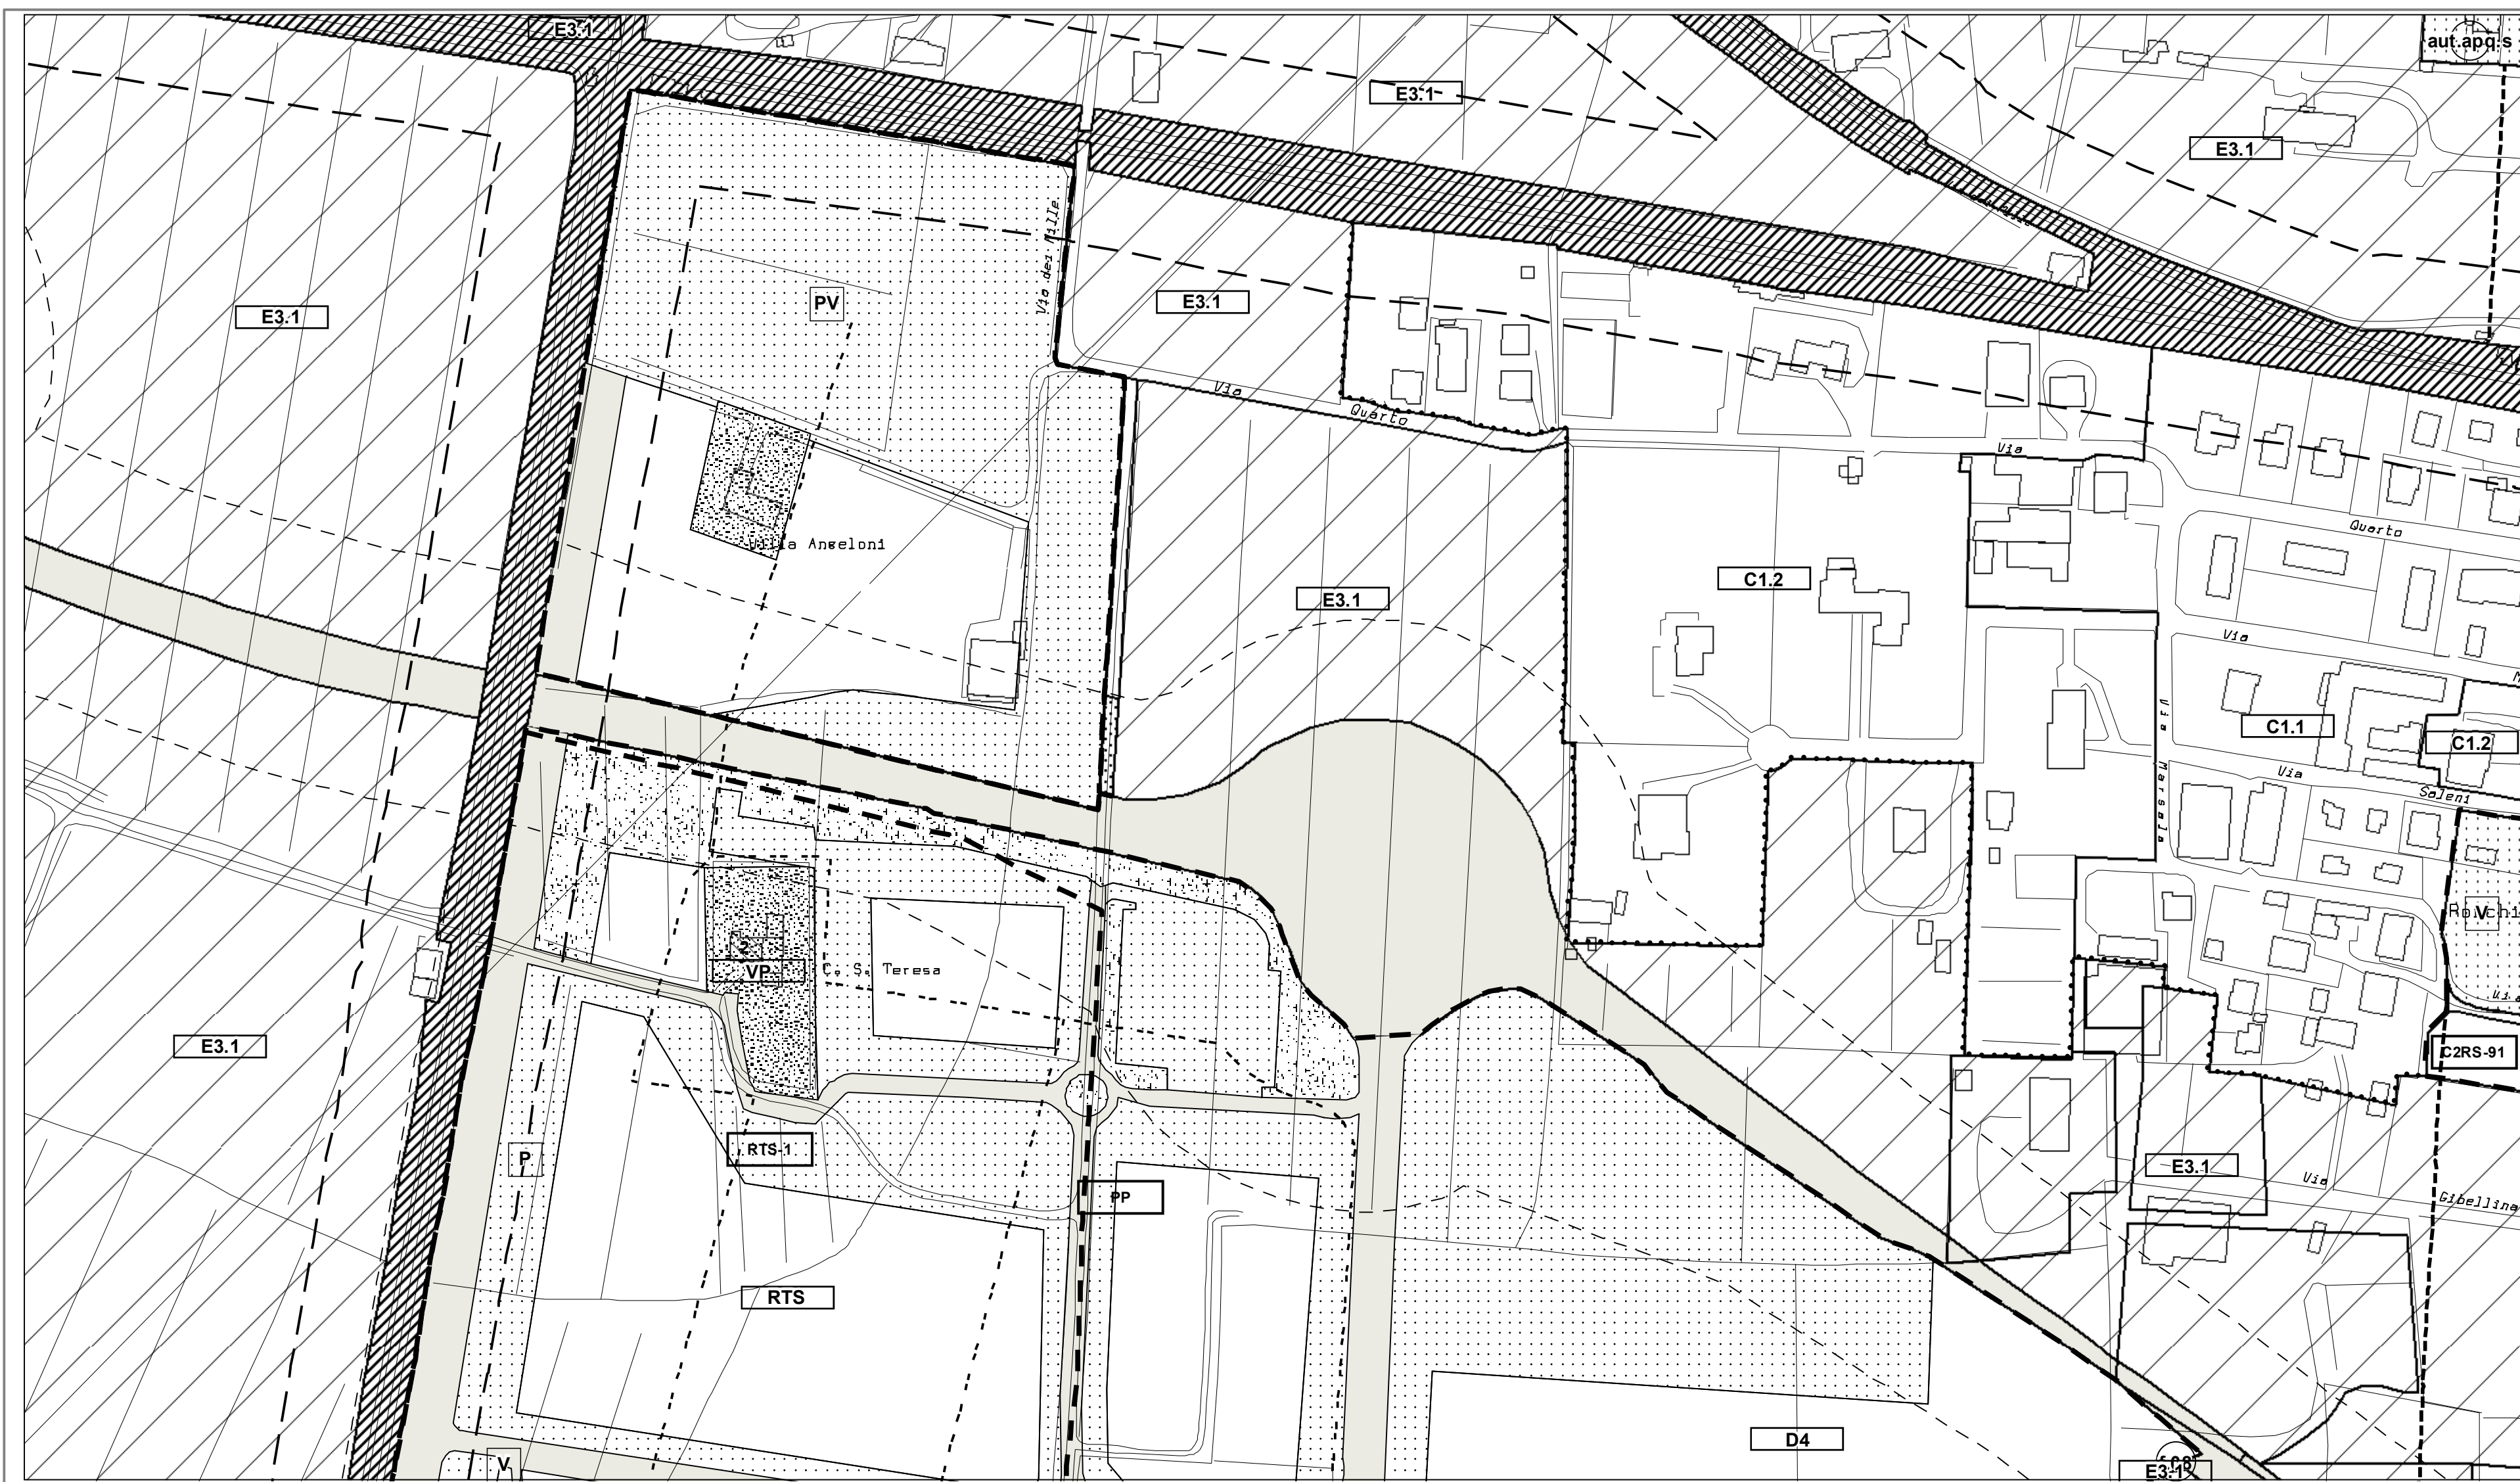 E3.1
aut.apq.s
E3.1
E3.1
PV
Via dei Mille
E3.1
E3.1
Via
Quarto
Via
Quarto
Villa Angeloni
C1.2
E3.1
Via
Via Marsala
C1.1
C1.2
Via
Saleni
V
2
VP
C. S. Teresa
E3.1
C2RS-91
P
RTS-1
PP
E3.1
Via
Gibellina
RTS
D4
V
E3.1